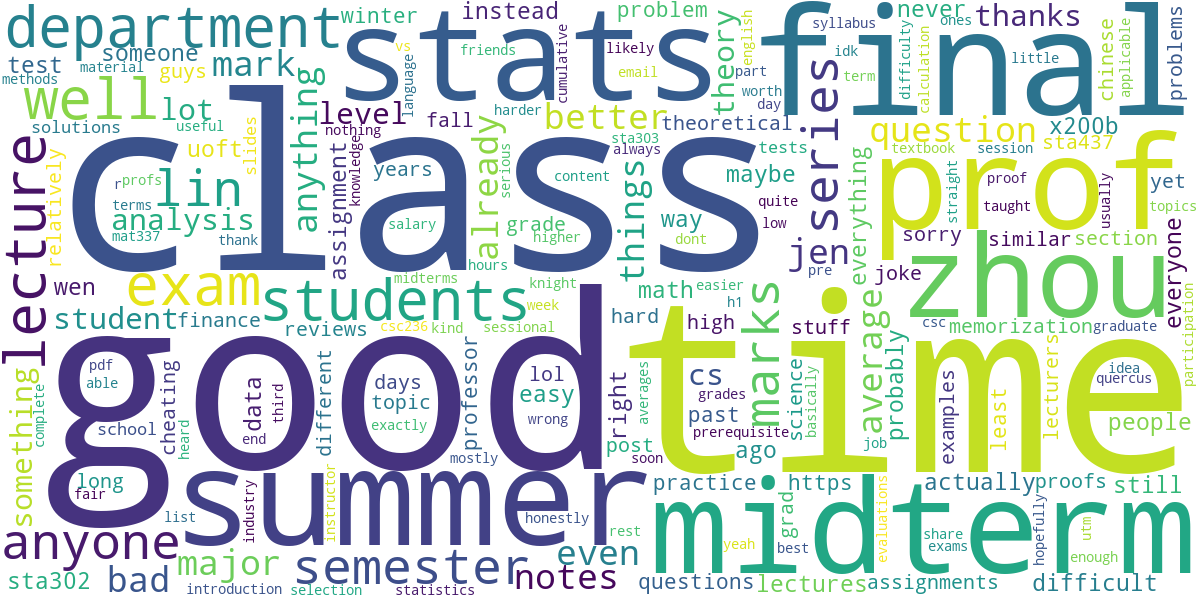 department
winter
instead
problem
never
thanks
someone
stats
final
syllabus
ones
test
material
methods
guys
mark
vs
friends
likely
email
english
idk
little
chinese
applicable
problems
well
lot
anything
level
language
cumulative
part
worth
day
theory
difficulty
term
calculation
solutions
useful
slides
nothing
fall
harder
better
theoretical
question
x200b
uoft
sta303
always
tests
textbook
session
sta437
lecture
relatively
class
r
profs
lin
years
already
serious
content
things
maybe
series
prof
straight
proof
yet
terms
analysis
assignment
knowledge
salary
grade
higher
way
quite
low
everything
taught
usually
topics
mat337
thank
dont
jen
sorry
similar
section
everyone
wen
exam
midterms
hours
knight
pre
joke
zhou
students
week
math
easier
h1
student
finance
reviews
csc236
kind
sessional
hard
high
stuff
csc
memorization
graduate
participation
good
time
marks
average
something
complete
pdf
able
school
cheating
heard
data
third
end
different
days
topic
exactly
professor
lol
easy
wrong
right
averages
cs
grades
past
prerequisite
science
basically
probably
job
examples
least
lecturers
idea
quercus
people
long
fair
mostly
post
soon
ago
summer
list
industry
instructor
honestly
rest
practice
https
actually
proofs
still
midterm
grad
evaluations
hopefully
utm
anyone
yeah
best
share
exams
enough
major
semester
even
sta302
bad
introduction
selection
statistics
notes
questions
lectures
assignments
difficult